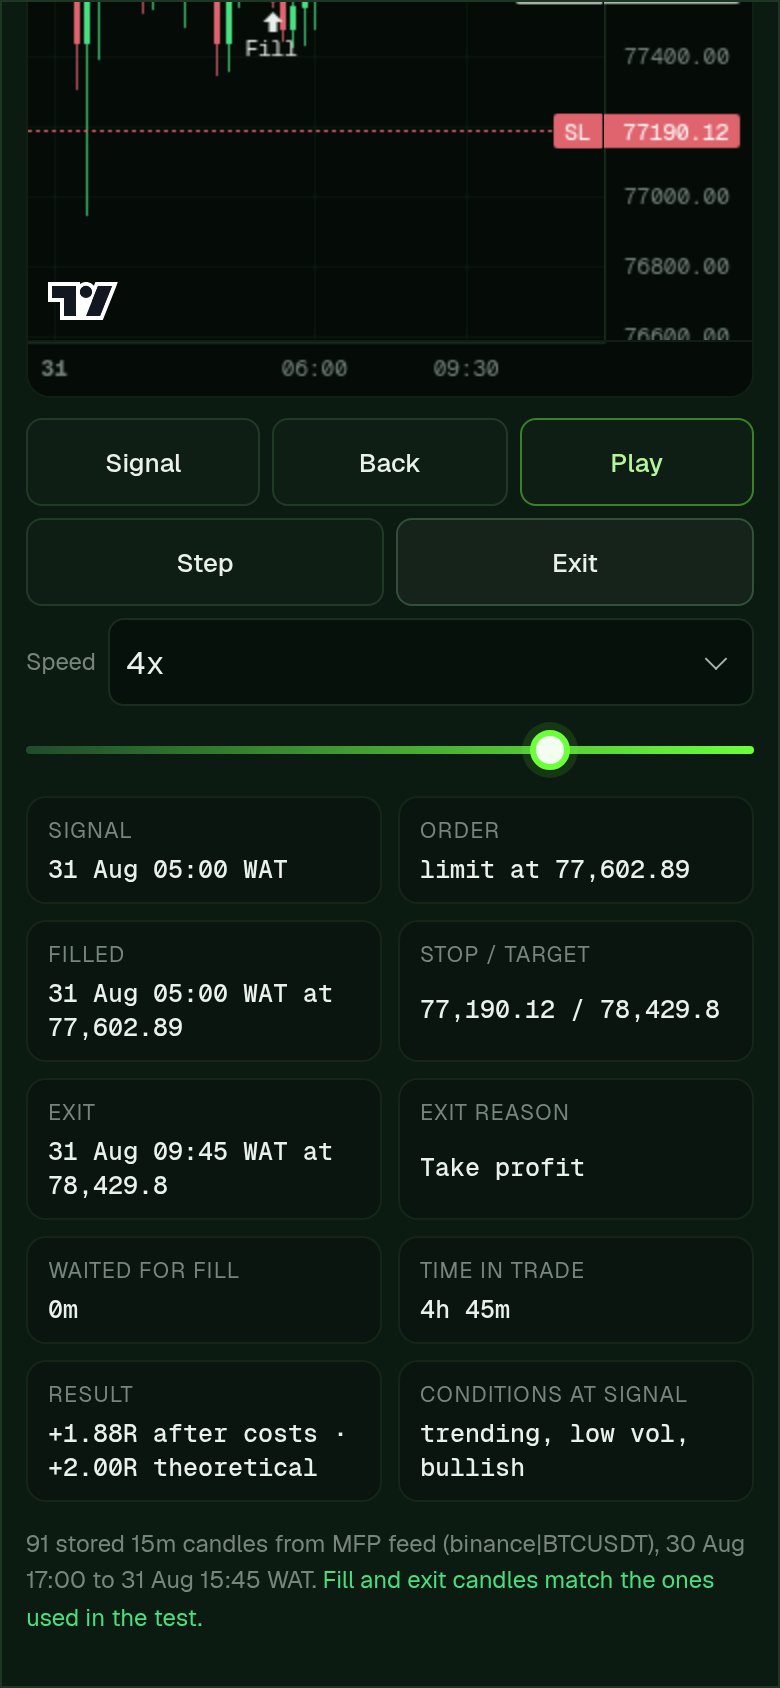 Fill
77400.00
SL 77190.12
77000.00
76800.00
76600.00
31 06:00 09:30
Signal Back Play
Step Exit
Speed 4x
SIGNAL
31 Aug 05:00 WAT
ORDER
limit at 77,602.89
FILLED
31 Aug 05:00 WAT at
77,602.89
STOP / TARGET
77,190.12 / 78,429.8
EXIT
31 Aug 09:45 WAT at
78,429.8
EXIT REASON
Take profit
WAITED FOR FILL
0m
TIME IN TRADE
4h 45m
RESULT
+1.88R after costs ·
+2.00R theoretical
CONDITIONS AT SIGNAL
trending, low vol,
bullish
91 stored 15m candles from MFP feed (binance|BTCUSDT), 30 Aug
17:00 to 31 Aug 15:45 WAT. Fill and exit candles match the ones
used in the test.